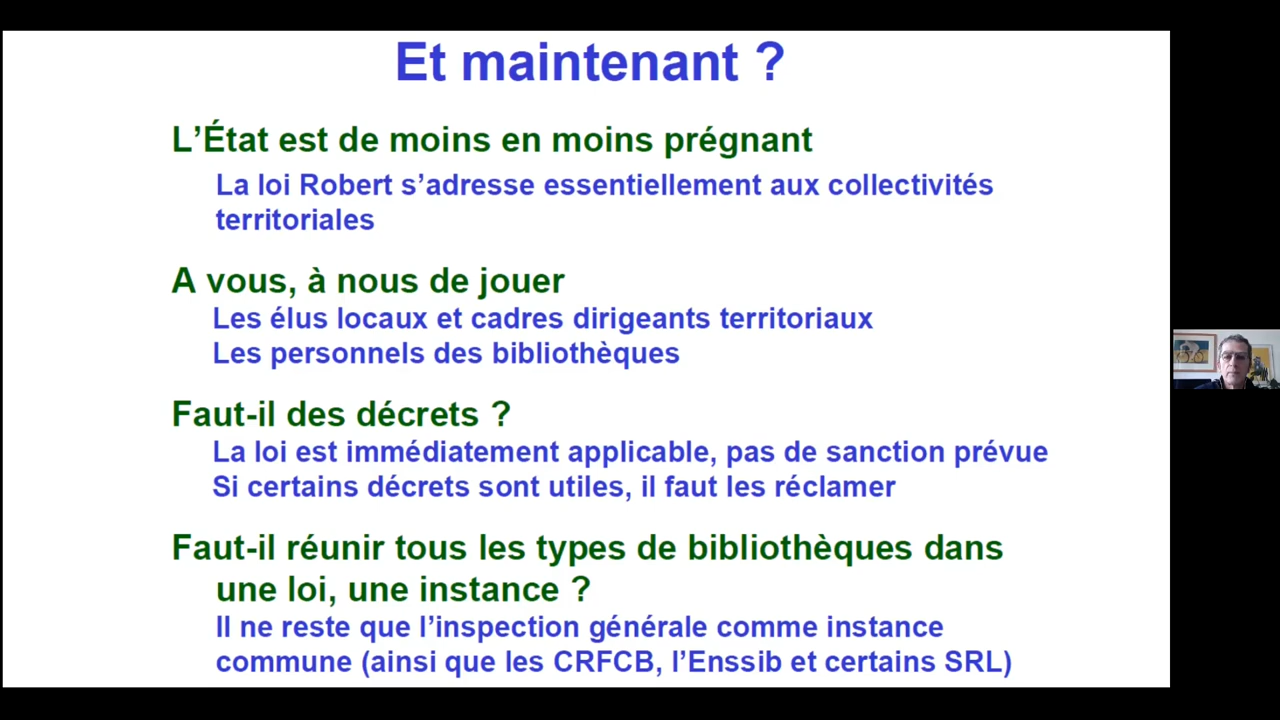 Et maintenant ?
L’État est de moins en moins prégnant
La loi Robert s’adresse essentiellement aux collectivités
territoriales
A vous, à nous de jouer
Les élus locaux et cadres dirigeants territoriaux
Les personnels des bibliothèques
Faut-il des décrets ?
La loi est immédiatement applicable, pas de sanction prévue
Si certains décrets sont utiles, il faut les réclamer
Faut-il réunir tous les types de bibliothèques dans
une loi, une instance ?
Il ne reste que l’inspection générale comme instance
commune (ainsi que les CRFCB, l’Enssib et certains SRL)